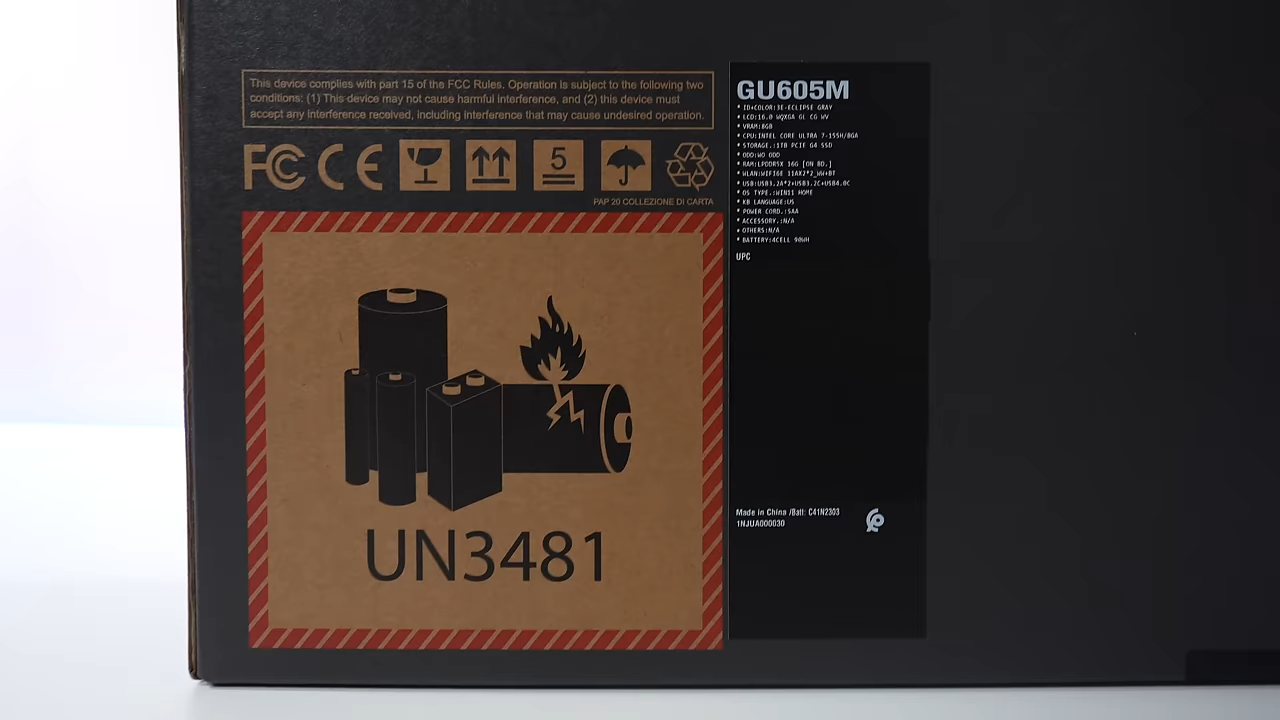 This device complies with part 15 of the FCC Rules. Operation is subject to the following two
conditions: (1) This device may not cause harmful interference, and (2) this device must
accept any interference received, including interference that may cause undesired operation.
FC CE 5
PAP 20 COLLEZIONE DI CARTA
UN3481
GU605M
* ID+COLOR:3E-ECLIPSE GRAY
* LCD:16.0 WQXGA GL CG WV
* VRAM:8GB
* CPU:INTEL CORE ULTRA 7-155H/8GA
* STORAGE.:1TB PCIE G4 SSD
* ODD:WO ODD
* RAM:LPDDR5X 16G [ON BD.]
* WLAN:WIFI6E 11AX2*2_WW+BT
* USB:USB3.2A*2+USB3.2C+USB4.0C
* OS TYPE.:WIN11 HOME
* KB LANGUAGE:US
* POWER CORD.:SAA
* ACCESSORY.:N/A
* OTHERS:N/A
* BATTERY:4CELL 90WH
UPC
Made in China /Batt: C41N2303
1NJUA000030